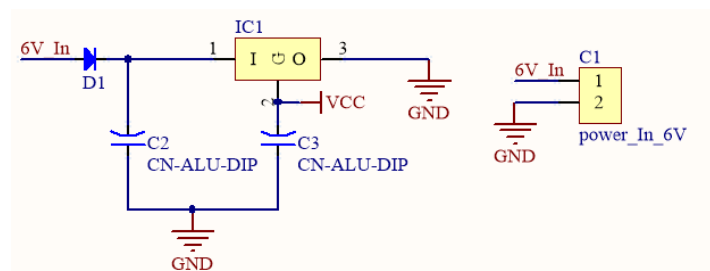 IC1
6V_In
D1
1
I
G
O
3
2
VCC
GND
C2
CN-ALU-DIP
C3
CN-ALU-DIP
GND
C1
6V_In
1
2
GND
power_In_6V